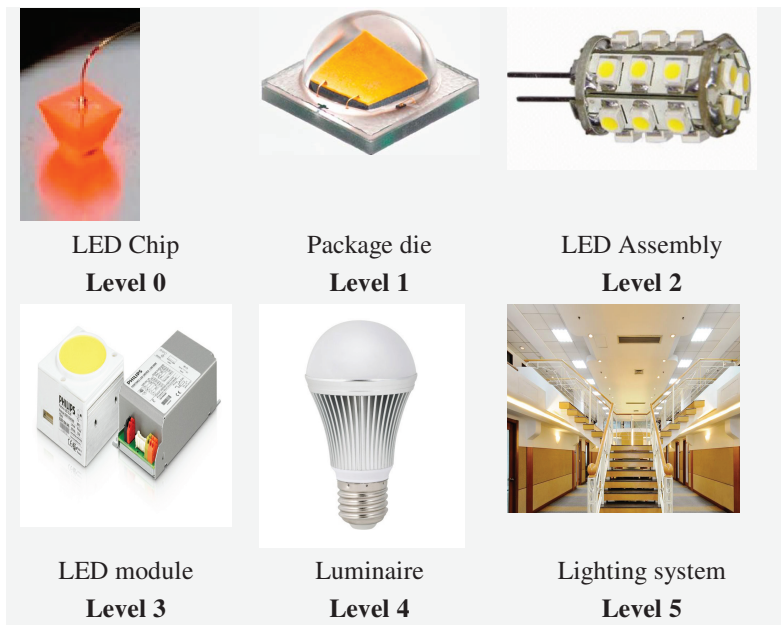 LED Chip
Package die
LED Assembly
Level 0
Level 1
Level 2
PHILIPS
PHILIPS
LED module
Luminaire
Lighting system
Level 3
Level 4
Level 5